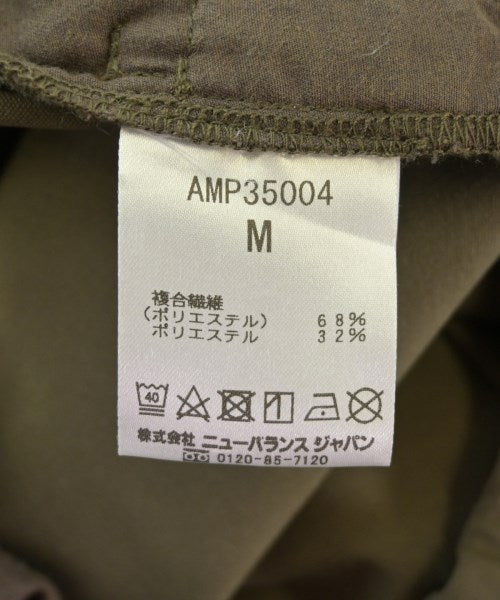 AMP35004
M
複合繊維
(ポリエステル) 68%
ポリエステル 32%
40
株式会社 ニューバランス ジャパン
0120-85-7120